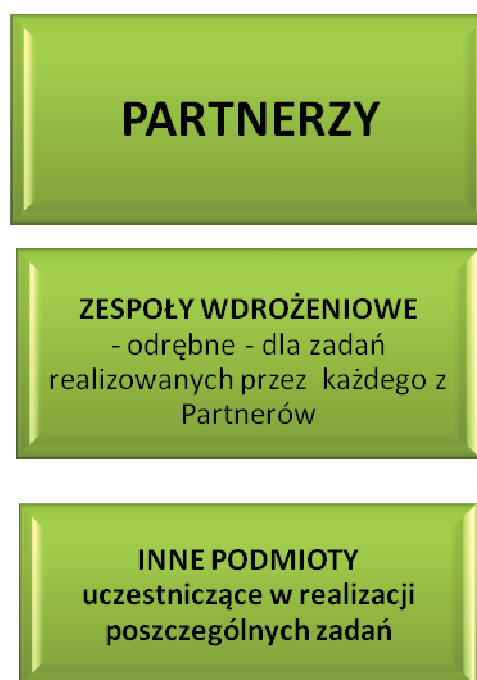 PARTNERZY
ZESPOŁY WDROŻENIOWE
- odrębne - dla zadań
realizowanych przez każdego z
Partnerów
INNE PODMIOTY
uczestniczące w realizacji
poszczególnych zadań